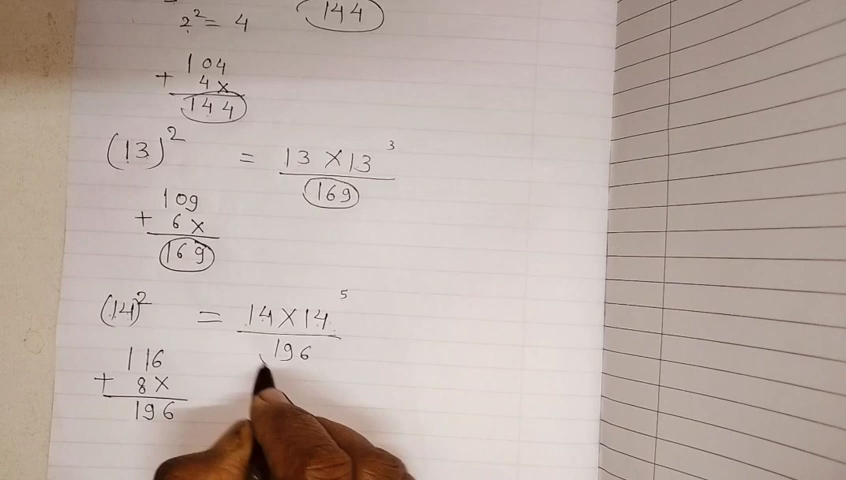 2² = 4
144
104
+ 4 ×
144
(13)² = 13 × 13 ³
169
109
+ 6 ×
169
(14)² = 14 × 14 ⁵
196
116
+ 8 ×
196